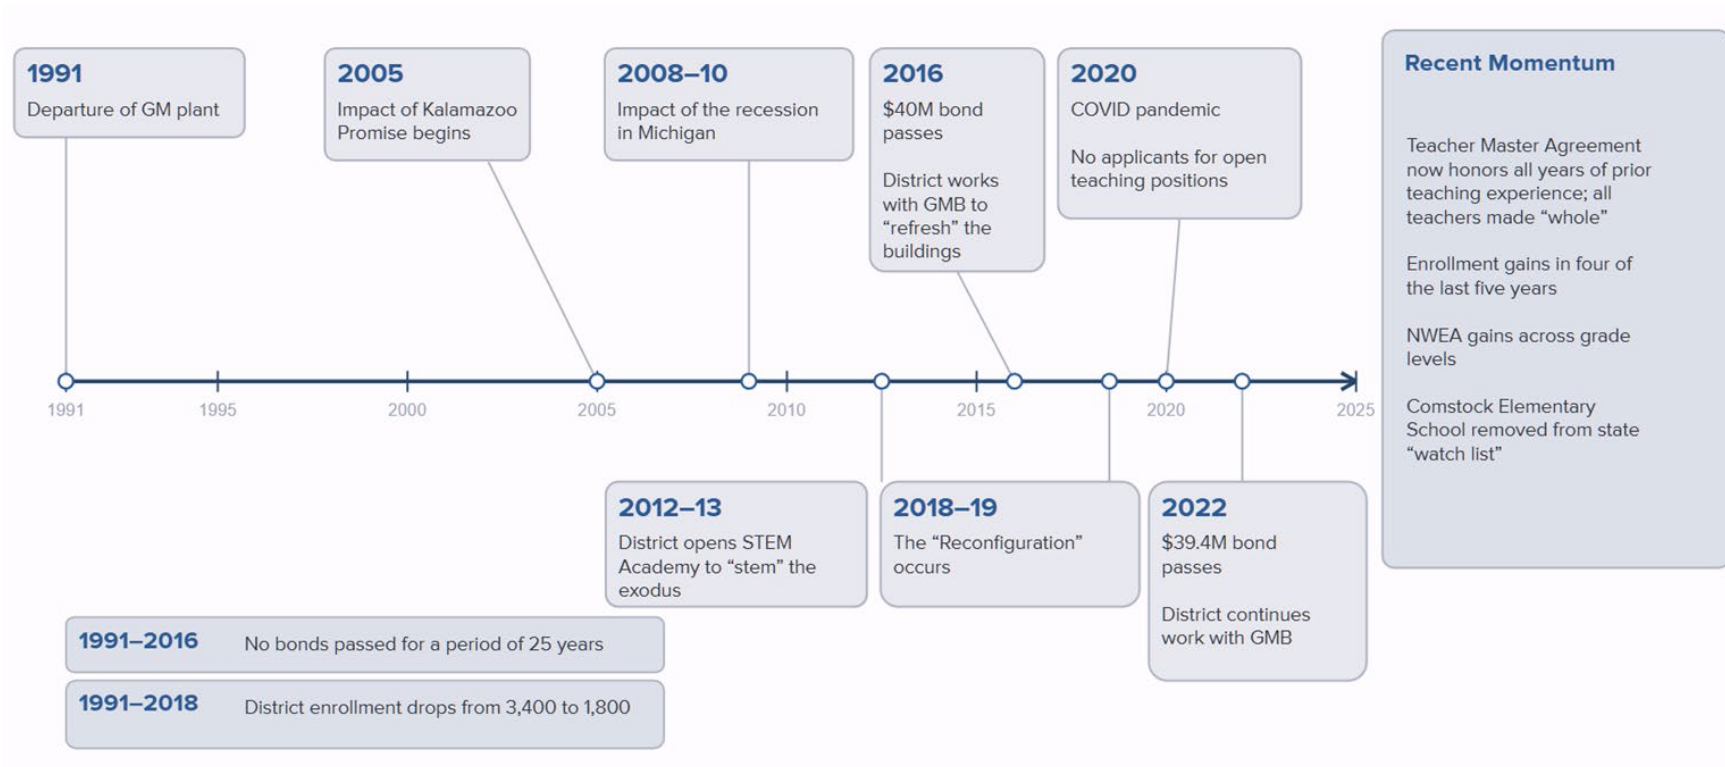 1991
Departure of GM plant
2005
Impact of Kalamazoo
Promise begins
2008–10
Impact of the recession
in Michigan
2016
$40M bond
passes
District works
with GMB to
“refresh” the
buildings
2020
COVID pandemic
No applicants for open
teaching positions
1991
1995
2000
2005
2010
2015
2020
2025
2012–13
District opens STEM
Academy to “stem” the
exodus
2018–19
The “Reconfiguration”
occurs
2022
$39.4M bond
passes
District continues
work with GMB
1991–2016 No bonds passed for a period of 25 years
1991–2018 District enrollment drops from 3,400 to 1,800
Recent Momentum
Teacher Master Agreement
now honors all years of prior
teaching experience; all
teachers made “whole”
Enrollment gains in four of
the last five years
NWEA gains across grade
levels
Comstock Elementary
School removed from state
“watch list”